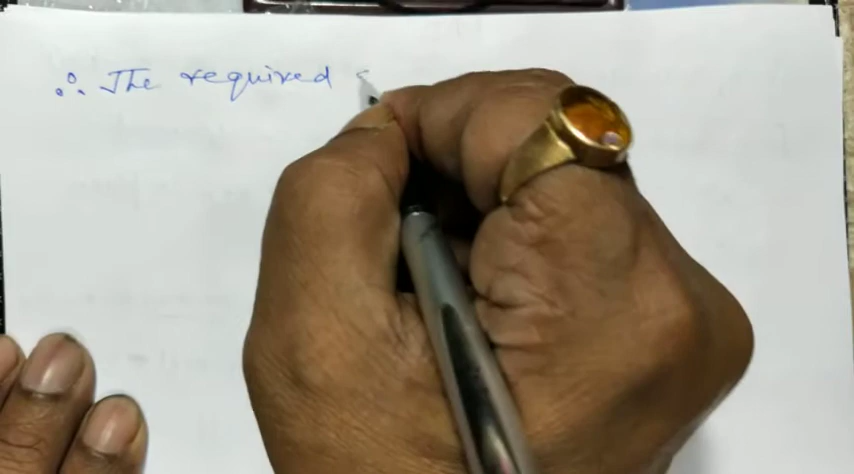 ∴ The required